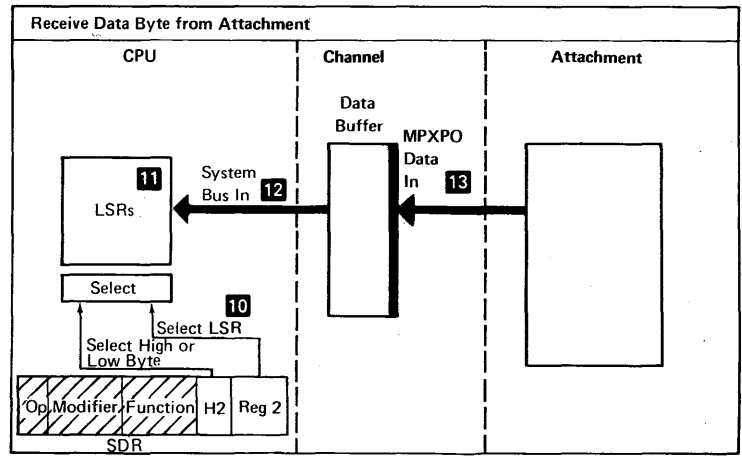 Receive Data Byte from Attachment
CPU
Channel
Attachment
Data
Buffer
MPXPO
Data
In
13
System
Bus In
12
11
LSRs
Select
10
Select LSR
Select High or
Low Byte
Op Modifier Function H2 Reg 2
SDR